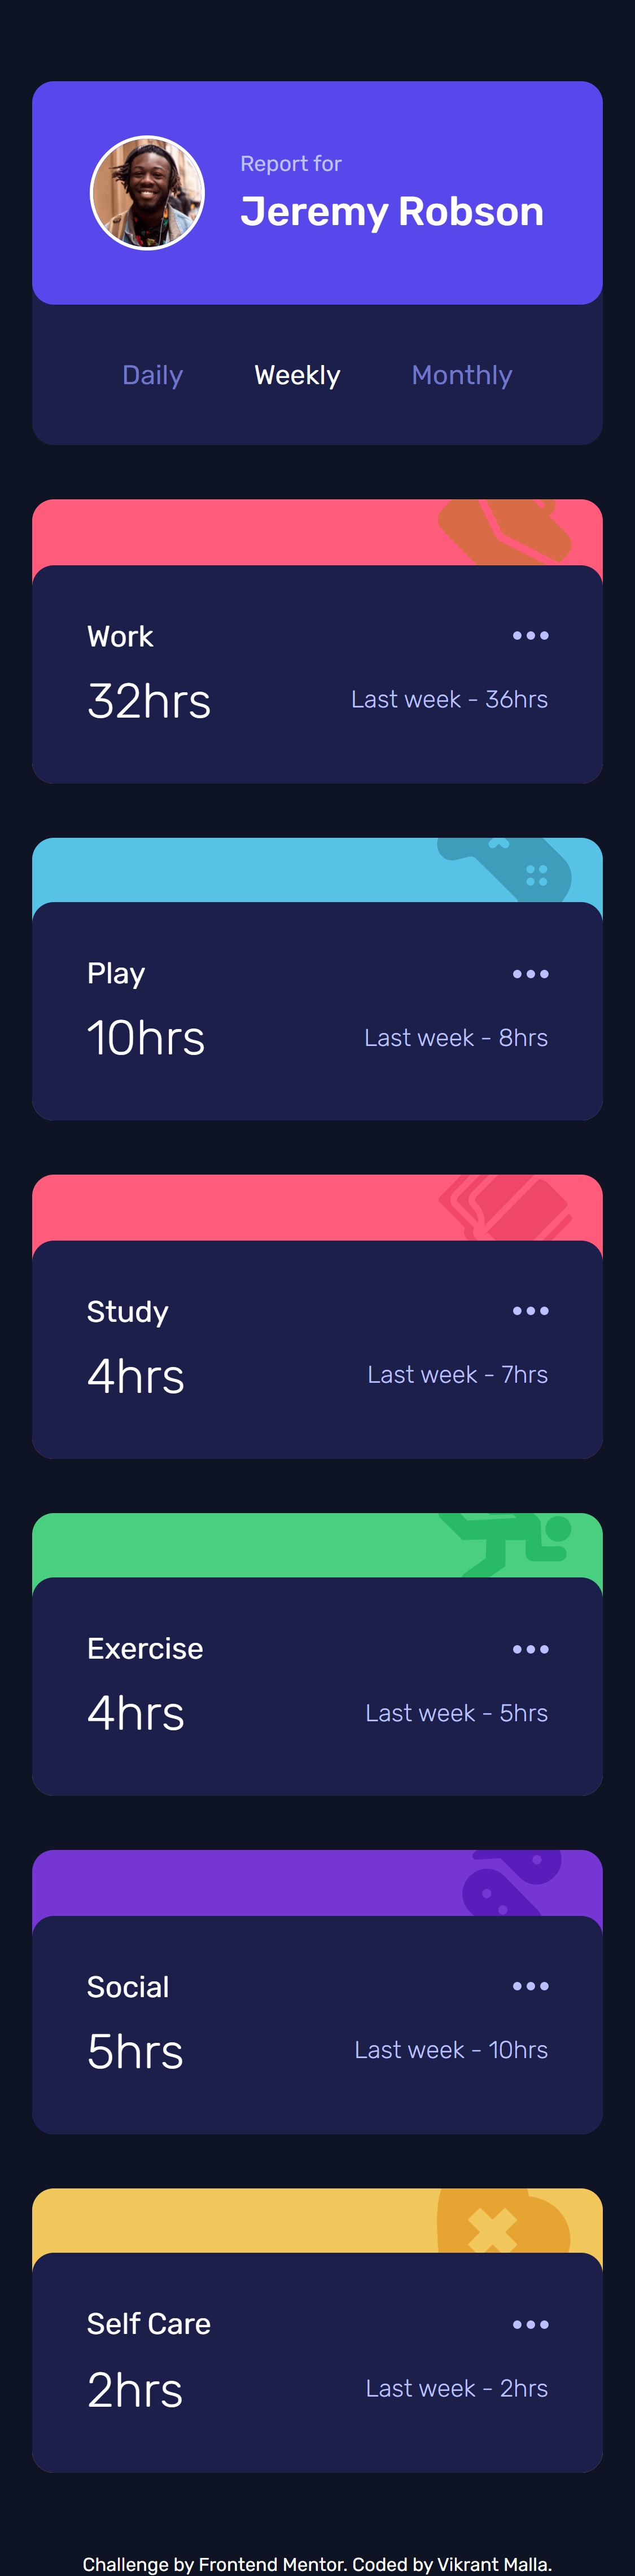 Report for
Jeremy Robson
Daily Weekly Monthly
Work
32hrs Last week - 36hrs
Play
10hrs Last week - 8hrs
Study
4hrs Last week - 7hrs
Exercise
4hrs Last week - 5hrs
Social
5hrs Last week - 10hrs
Self Care
2hrs Last week - 2hrs
Challenge by Frontend Mentor. Coded by Vikrant Malla.